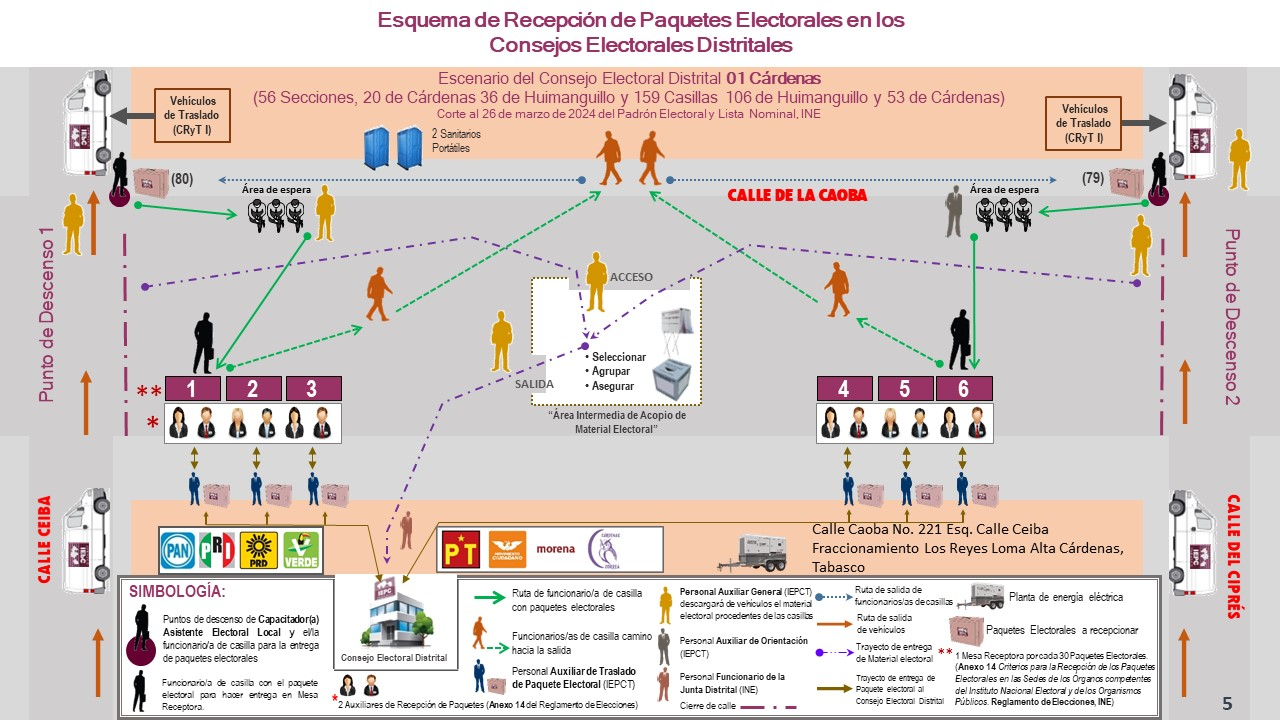 Esquema de Recepción de Paquetes Electorales en los
Consejos Electorales Distritales
Escenario del Consejo Electoral Distrital 01 Cárdenas
(56 Secciones, 20 de Cárdenas 36 de Huimanguillo y 159 Casillas 106 de Huimanguillo y 53 de Cárdenas)
Corte al 26 de marzo de 2024 del Padrón Electoral y Lista Nominal, INE
Vehículos
de Traslado
(CRyT I)
Vehículos
de Traslado
(CRyT I)
2 Sanitarios
Portátiles
IEPC
IEPC
(80)
(79)
Área de espera
Área de espera
CALLE DE LA CAOBA
Punto de Descenso 1
Punto de Descenso 2
ACCESO
• Seleccionar
• Agrupar
• Asegurar
SALIDA
"Área Intermedia de Acopio de
Material Electoral"
** 1 2 3
4 5 6
*
CALLE CEIBA
CALLE DEL CIPRÉS
PAN
PRD
PRD
VERDE
PT
MOVIMIENTO
CIUDADANO
morena
Calle Caoba No. 221 Esq. Calle Ceiba
Fraccionamiento Los Reyes Loma Alta Cárdenas,
Tabasco
SIMBOLOGÍA:
Puntos de descenso de Capacitador(a)
Asistente Electoral Local y el/la
funcionario/a de casilla para la entrega
de paquetes electorales
Funcionario/a de casilla con el paquete
electoral para hacer entrega en Mesa
Receptora.
IEPC
Consejo Electoral Distrital
*2 Auxiliares de Recepción de Paquetes (Anexo 14 del Reglamento de Elecciones)
Ruta de funcionario/a de casilla
con paquetes electorales
Funcionarios/as de casilla camino
hacia la salida
Personal Auxiliar de Traslado
de Paquete Electoral (IEPCT)
Personal Auxiliar General (IEPCT)
descargará de vehículos el material
electoral procedentes de las casillas
Personal Auxiliar de Orientación
(IEPCT)
Personal Funcionario de la
Junta Distrital (INE)
Cierre de calle
Ruta de salida de
funcionarios/as de casillas
Ruta de salida
de vehículos
Trayecto de entrega
de Material electoral
Trayecto de entrega de
Paquete electoral al
Consejo Electoral Distrital
Planta de energía eléctrica
Paquetes Electorales a recepcionar
** 1 Mesa Receptora por cada 30 Paquetes Electorales.
(Anexo 14 Criterios para la Recepción de los Paquetes
Electorales en las Sedes de los Órganos competentes
del Instituto Nacional Electoral y de los Organismos
Públicos. Reglamento de Elecciones, INE)
5